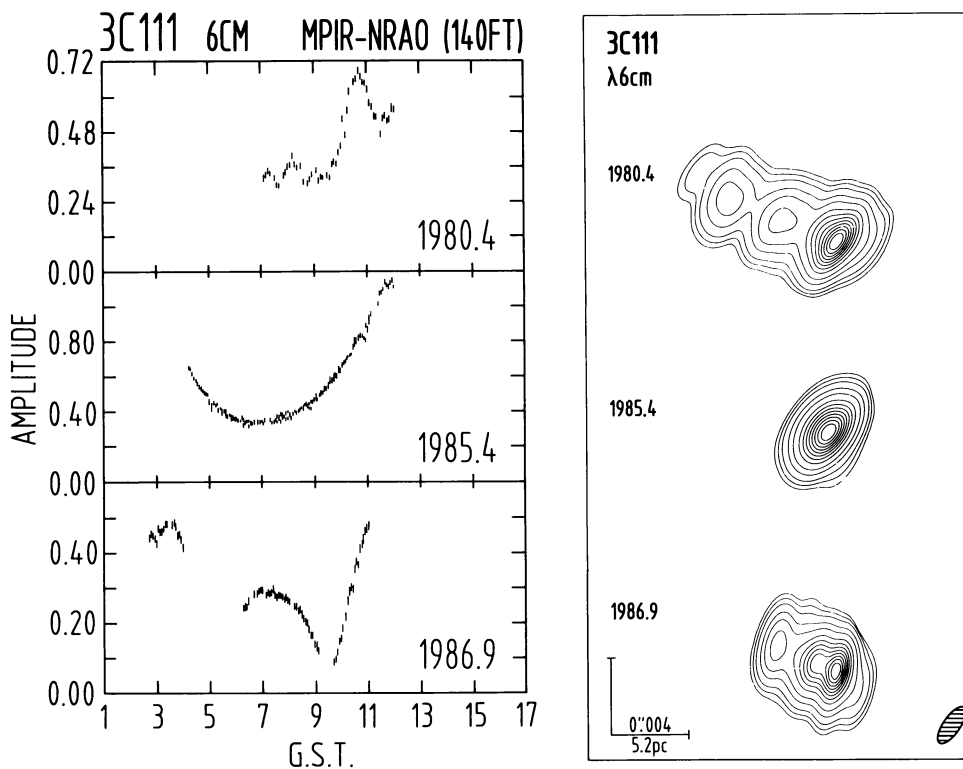 3C111 6CM MPIR-NRAO (140FT)
0.72
0.48
0.24
0.00
1980.4
0.80
0.40
0.00
1985.4
0.40
0.20
0.00
1986.9
AMPLITUDE
1 3 5 7 9 11 13 15 17
G.S.T.
3C111
λ6cm
1980.4
1985.4
1986.9
0".004
5.2pc